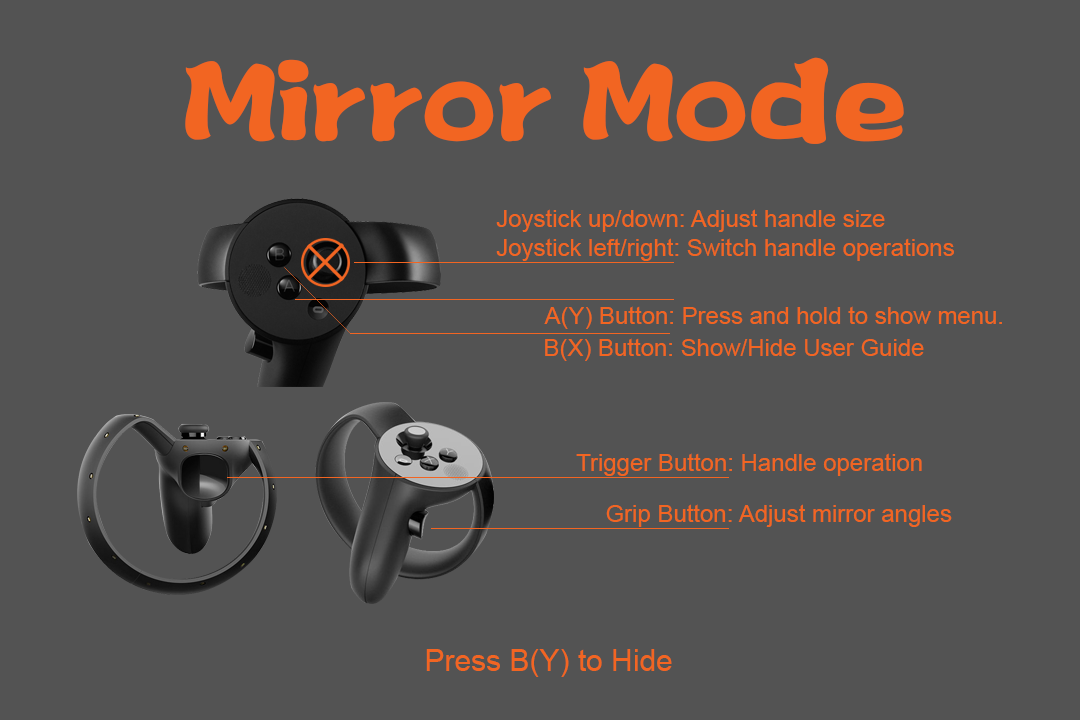 Mirror Mode
Joystick up/down: Adjust handle size
Joystick left/right: Switch handle operations
B
A
A(Y) Button: Press and hold to show menu.
B(X) Button: Show/Hide User Guide
Trigger Button: Handle operation
Grip Button: Adjust mirror angles
Press B(Y) to Hide